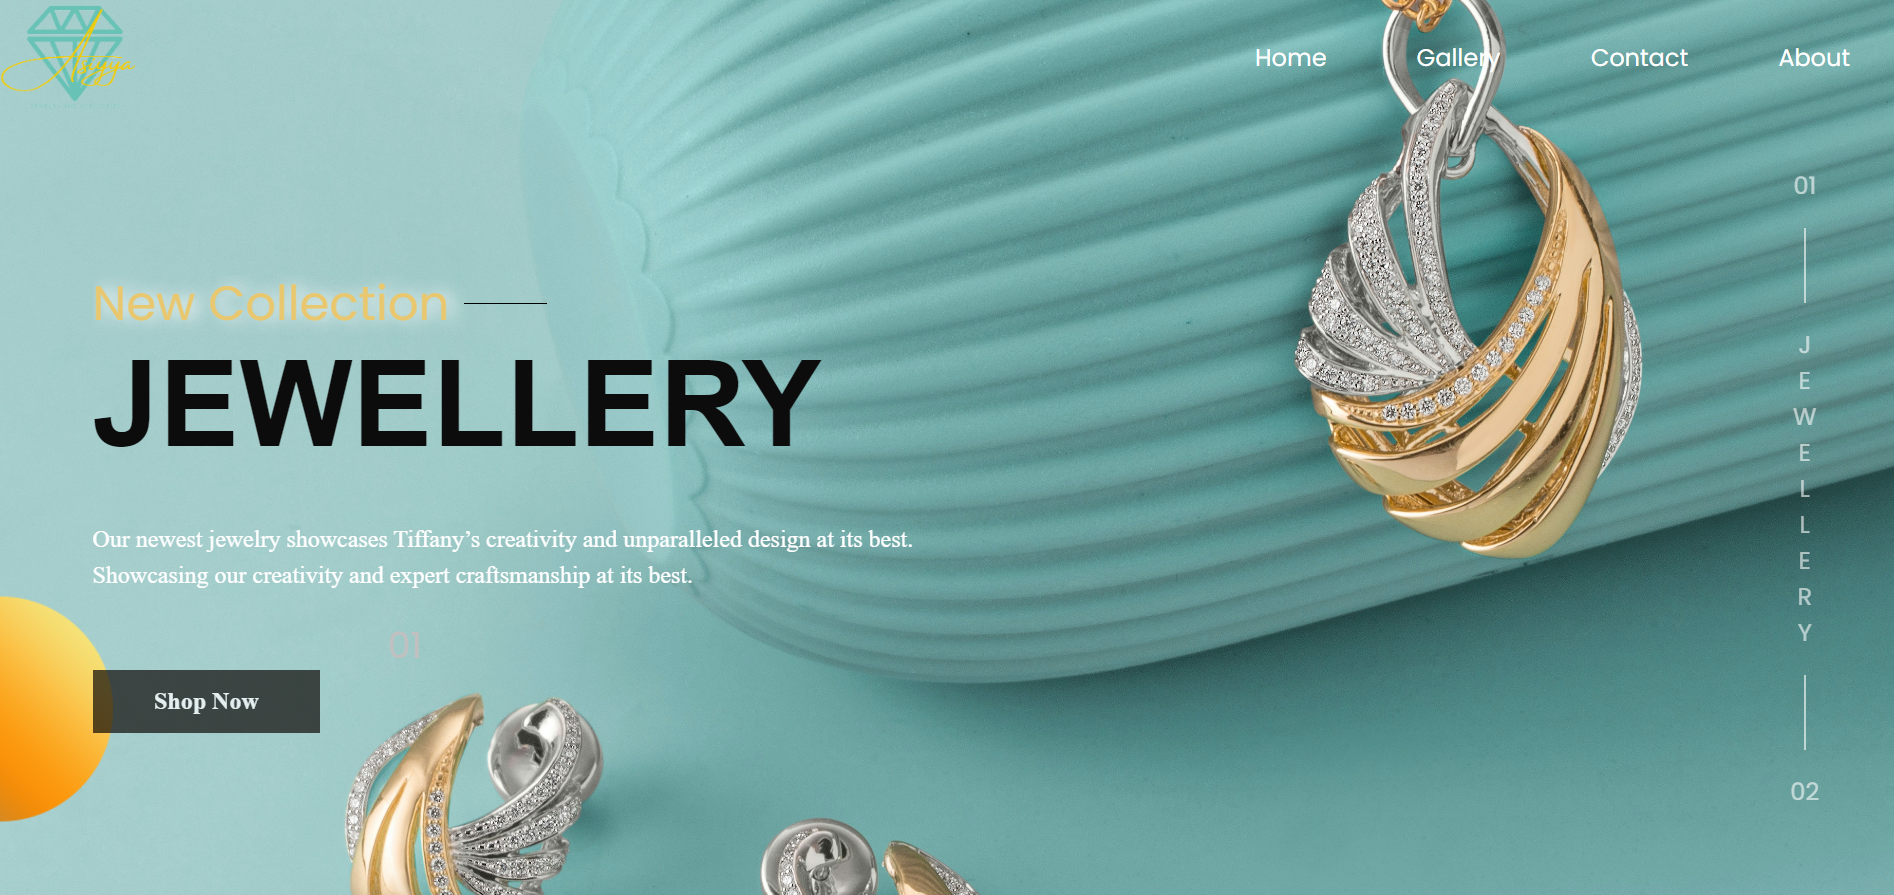 Home Gallery Contact About
01
New Collection
JEWELLERY
JEWELLERY
Our newest jewelry showcases Tiffany’s creativity and unparalleled design at its best.
Showcasing our creativity and expert craftsmanship at its best.
01
Shop Now
02